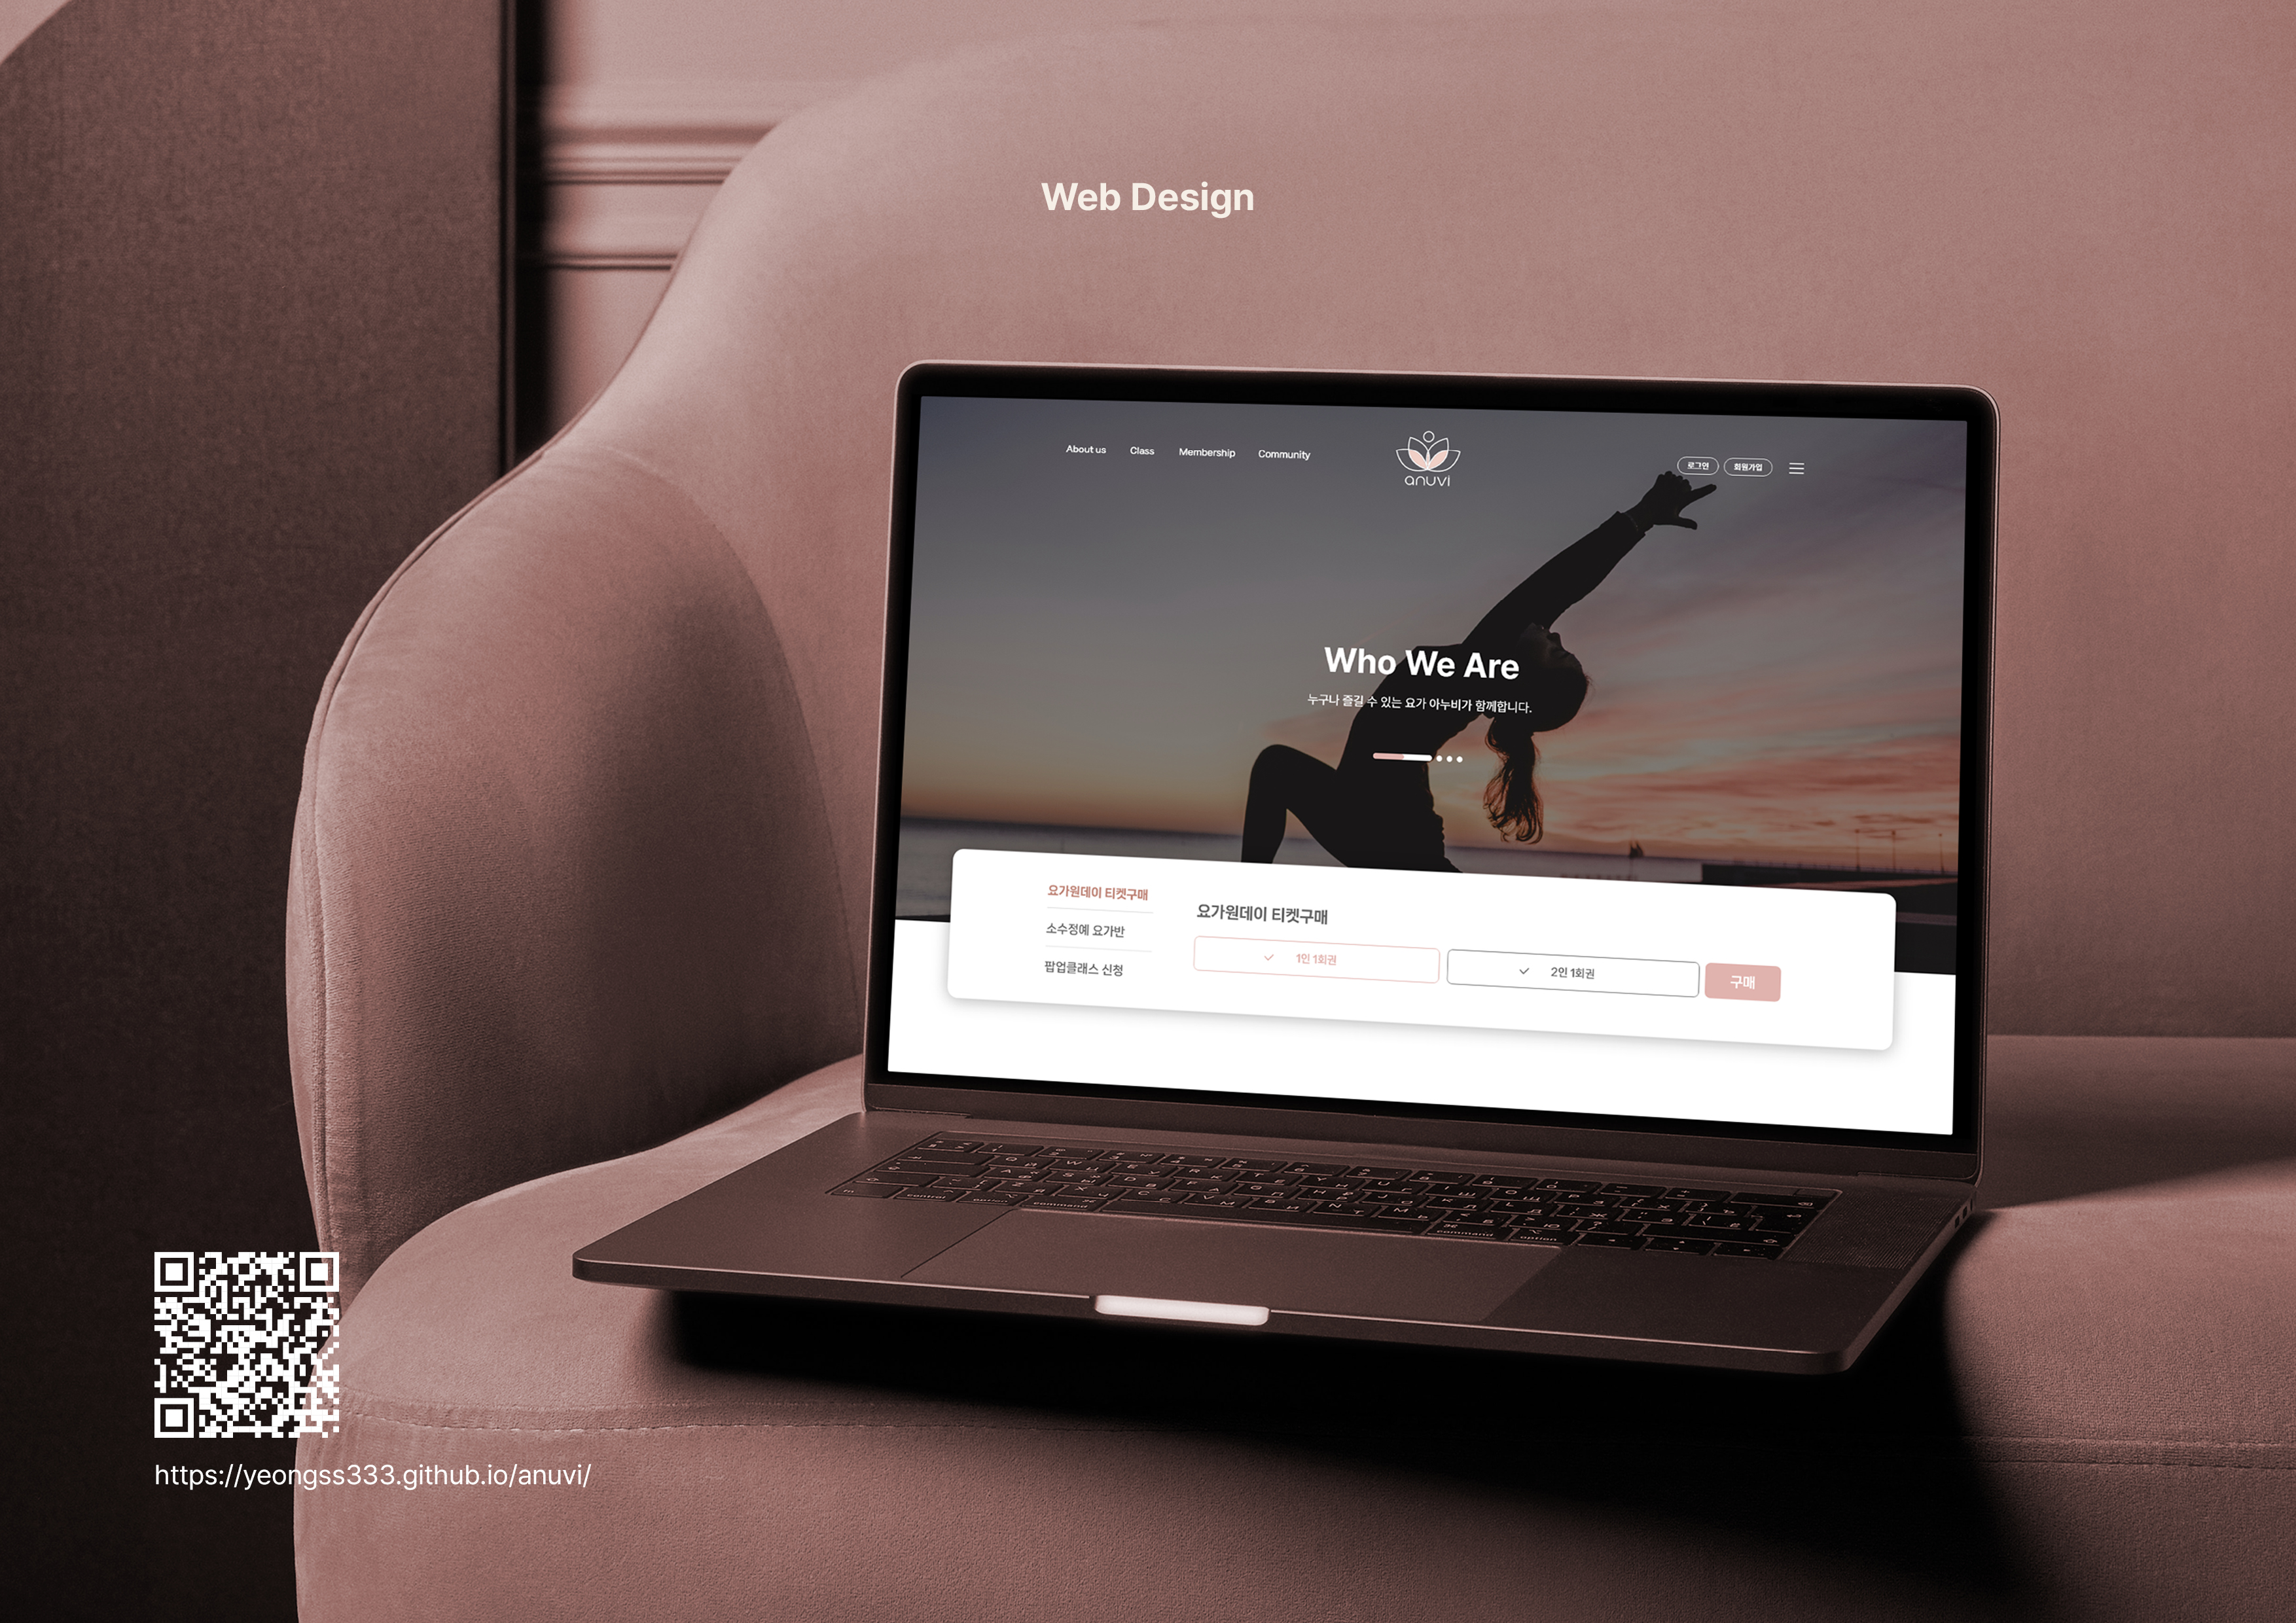 Web Design
About us Class Membership Community
anuvi
로그인 회원가입
Who We Are
누구나 즐길 수 있는 요가 아누비가 함께합니다.
요가원데이 티켓구매
소수정예 요가반
팝업클래스 신청
요가원데이 티켓구매
1인 1회권
2인 1회권
구매
command
command option
https://yeongss333.github.io/anuvi/